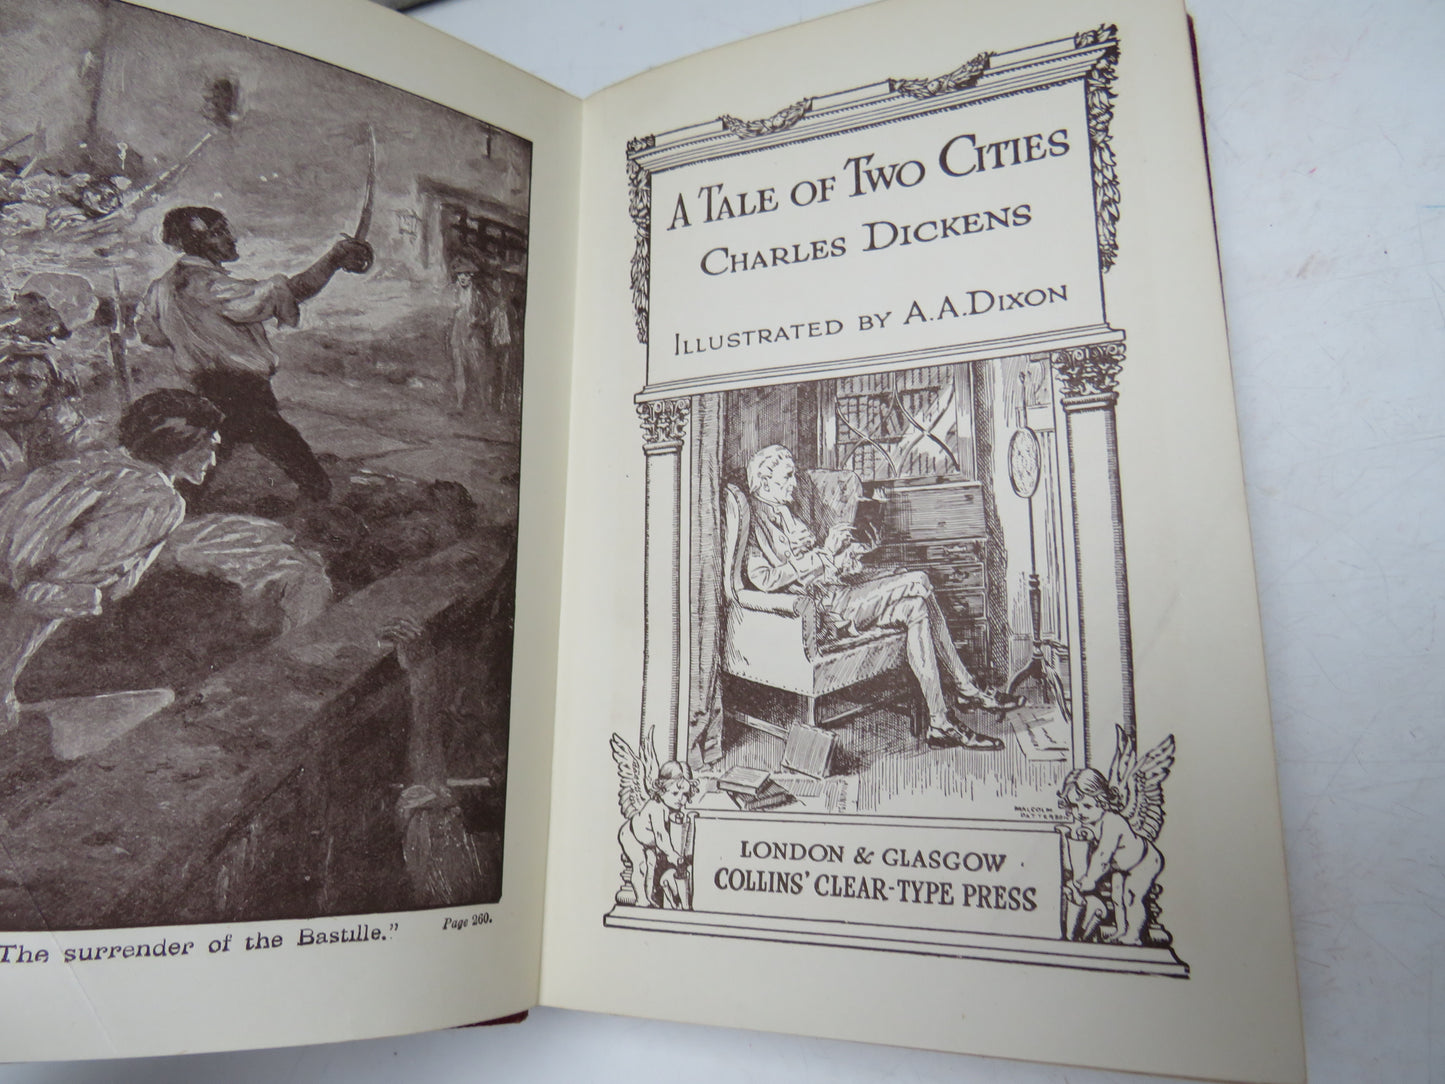 The surrender of the Bastille."
Page 260.
A TALE OF TWO CITIES
CHARLES DICKENS
ILLUSTRATED BY A. A. DIXON
MALCOLM
PATTERSON
LONDON & GLASGOW
COLLINS' CLEAR-TYPE PRESS